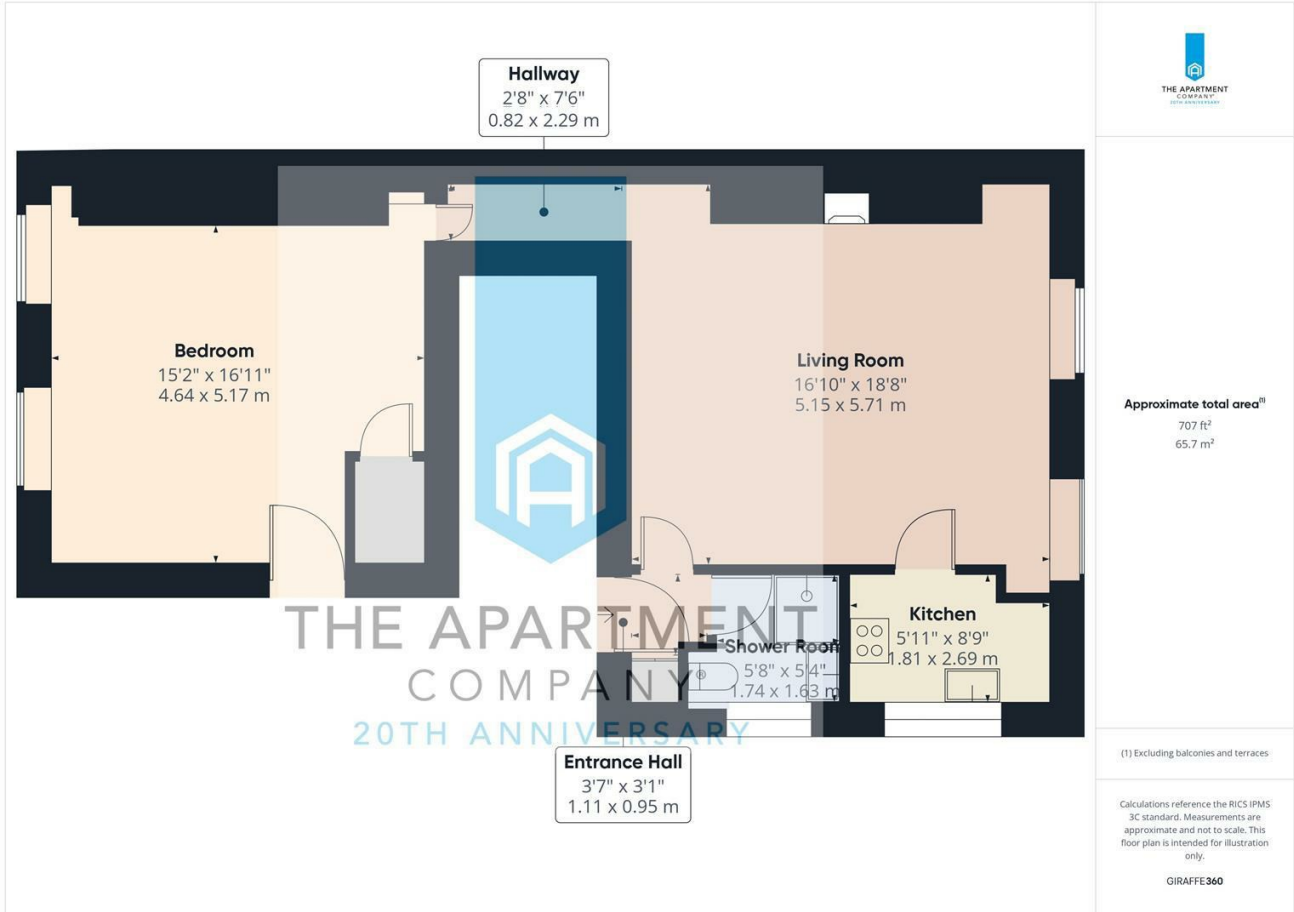 Hallway
2'8" x 7'6"
0.82 x 2.29 m
THE APARTMENT
COMPANY
20TH ANNIVERSARY
Bedroom
15'2" x 16'11"
4.64 x 5.17 m
Living Room
16'10" x 18'8"
5.15 x 5.71 m
Approximate total area⁽¹⁾
707 ft²
65.7 m²
Kitchen
5'11" x 8'9"
1.81 x 2.69 m
Shower Room
5'8" x 5'4"
1.74 x 1.63 m
THE APARTMENT
COMPANY
20TH ANNIVERSARY
Entrance Hall
3'7" x 3'1"
1.11 x 0.95 m
(1) Excluding balconies and terraces
Calculations reference the RICS IPMS
3C standard. Measurements are
approximate and not to scale. This
floor plan is intended for illustration
only.
GIRAFFE360